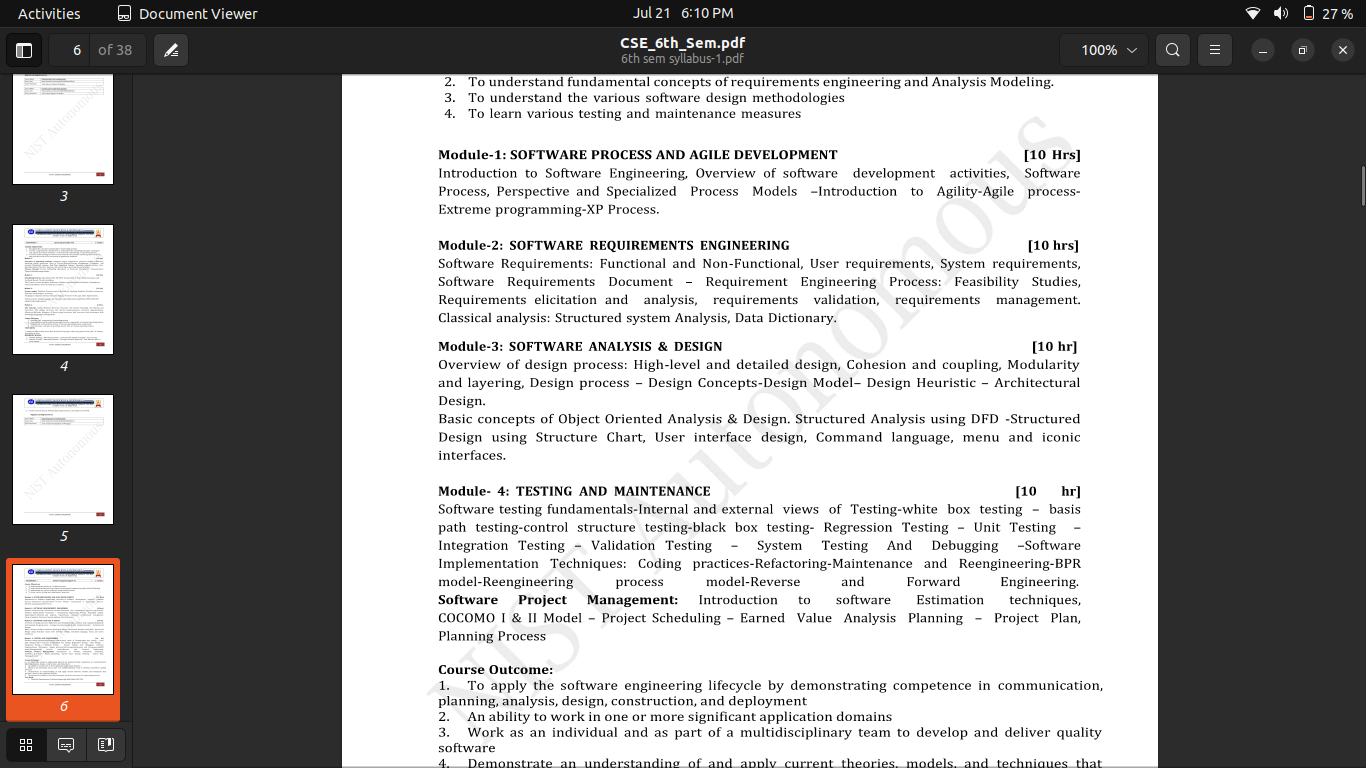 Activities
Document Viewer
Jul 21 6:10 PM
27 %
6 of 38
CSE_6th_Sem.pdf
6th sem syllabus-1.pdf
100%
3
4
5
6
2. To understand fundamental concepts of requirements engineering and Analysis Modeling.
3. To understand the various software design methodologies
4. To learn various testing and maintenance measures
Module-1: SOFTWARE PROCESS AND AGILE DEVELOPMENT [10 Hrs]
Introduction to Software Engineering, Overview of software development activities, Software
Process, Perspective and Specialized Process Models –Introduction to Agility-Agile process-
Extreme programming-XP Process.
Module-2: SOFTWARE REQUIREMENTS ENGINEERING [10 hrs]
Software Requirements: Functional and Non-Functional, User requirements, System requirements,
Software Requirements Document – Requirement Engineering Process: Feasibility Studies,
Requirements elicitation and analysis, requirements validation, requirements management.
Classical analysis: Structured system Analysis, Data Dictionary.
Module-3: SOFTWARE ANALYSIS & DESIGN [10 hr]
Overview of design process: High-level and detailed design, Cohesion and coupling, Modularity
and layering, Design process – Design Concepts-Design Model– Design Heuristic – Architectural
Design.
Basic concepts of Object Oriented Analysis & Design. Structured Analysis using DFD -Structured
Design using Structure Chart, User interface design, Command language, menu and iconic
interfaces.
Module- 4: TESTING AND MAINTENANCE [10 hr]
Software testing fundamentals-Internal and external views of Testing-white box testing – basis
path testing-control structure testing-black box testing- Regression Testing – Unit Testing –
Integration Testing – Validation Testing – System Testing And Debugging –Software
Implementation Techniques: Coding practices-Refactoring-Maintenance and Reengineering-BPR
model-Reengineering process model-Reverse and Forward Engineering.
Software Project Management: Introduction, Software Estimation techniques,
COCOMO I&II Model – Project Scheduling –Earned Value Analysis Planning – Project Plan,
Planning Process
Course Outcome:
1. To apply the software engineering lifecycle by demonstrating competence in communication,
planning, analysis, design, construction, and deployment
2. An ability to work in one or more significant application domains
3. Work as an individual and as part of a multidisciplinary team to develop and deliver quality
software
4. Demonstrate an understanding of and apply current theories, models, and techniques that
NIST Autonomous